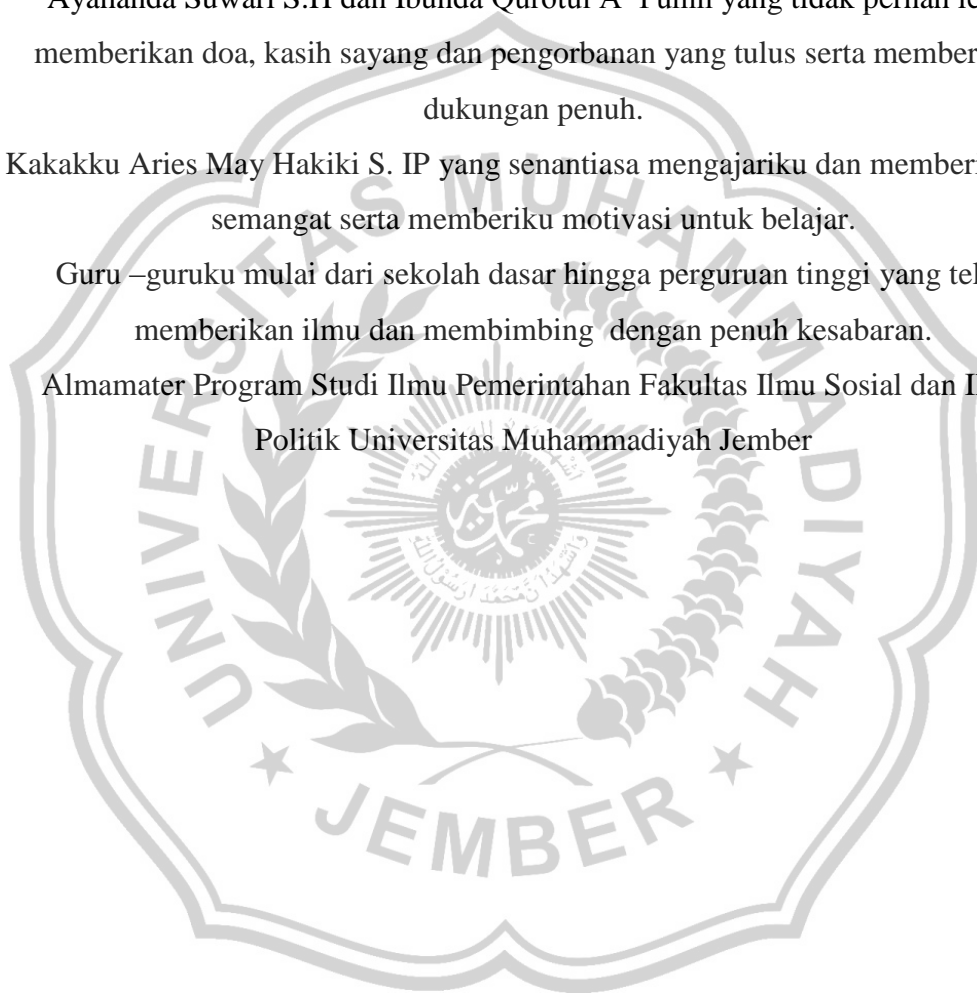 Ayahanda Suwari S.H dan Ibunda Qurotul A' Yunin yang tidak pernah
memberikan doa, kasih sayang dan pengorbanan yang tulus serta member
dukungan penuh.
Kakakku Aries May Hakiki S. IP yang senantiasa mengajariku dan member
semangat serta memberiku motivasi untuk belajar.
Guru –guruku mulai dari sekolah dasar hingga perguruan tinggi yang te
memberikan ilmu dan membimbing dengan penuh kesabaran.
Almamater Program Studi Ilmu Pemerintahan Fakultas Ilmu Sosial dan I
Politik Universitas Muhammadiyah Jember
UNIVERSITAS MUHAMMADIYAH
JEMBER